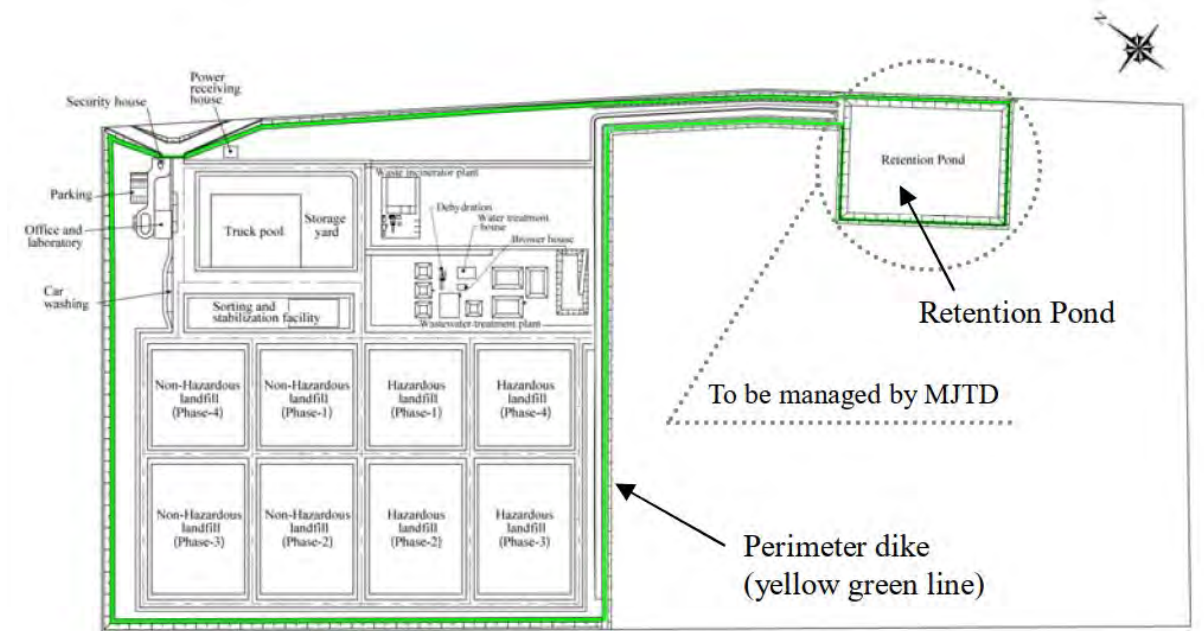 N
Power
receiving
house
Security house
Parking
Office and
laboratory
Car
washing
Truck pool
Storage
yard
Sorting and
stabilization facility
Waste incinerator plant
Dehydration
Water treatment
house
Brower house
Wastewater treatment plant
Retention Pond
Retention Pond
To be managed by MJTD
Non-Hazardous
landfill
(Phase-4)
Non-Hazardous
landfill
(Phase-1)
Hazardous
landfill
(Phase-1)
Hazardous
landfill
(Phase-4)
Non-Hazardous
landfill
(Phase-3)
Non-Hazardous
landfill
(Phase-2)
Hazardous
landfill
(Phase-2)
Hazardous
landfill
(Phase-3)
Perimeter dike
(yellow green line)